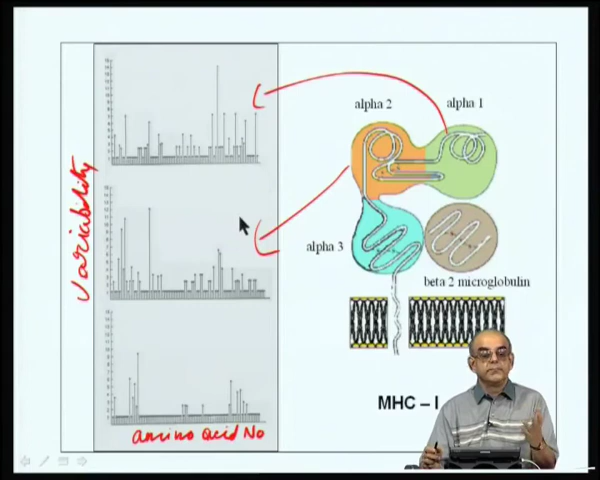 alpha 2
alpha 1
variability
alpha 3
beta 2 microglobulin
MHC – I
amino acid No